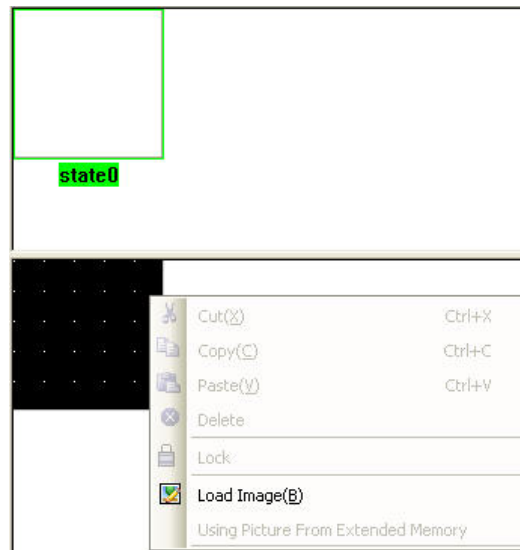 state0
Cut(X) Ctrl+X
Copy(C) Ctrl+C
Paste(V) Ctrl+V
Delete
Lock
Load Image(B)
Using Picture From Extended Memory